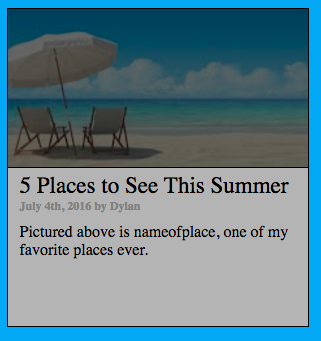 5 Places to See This Summer
July 4th, 2016 by Dylan
Pictured above is nameofplace, one of my
favorite places ever.